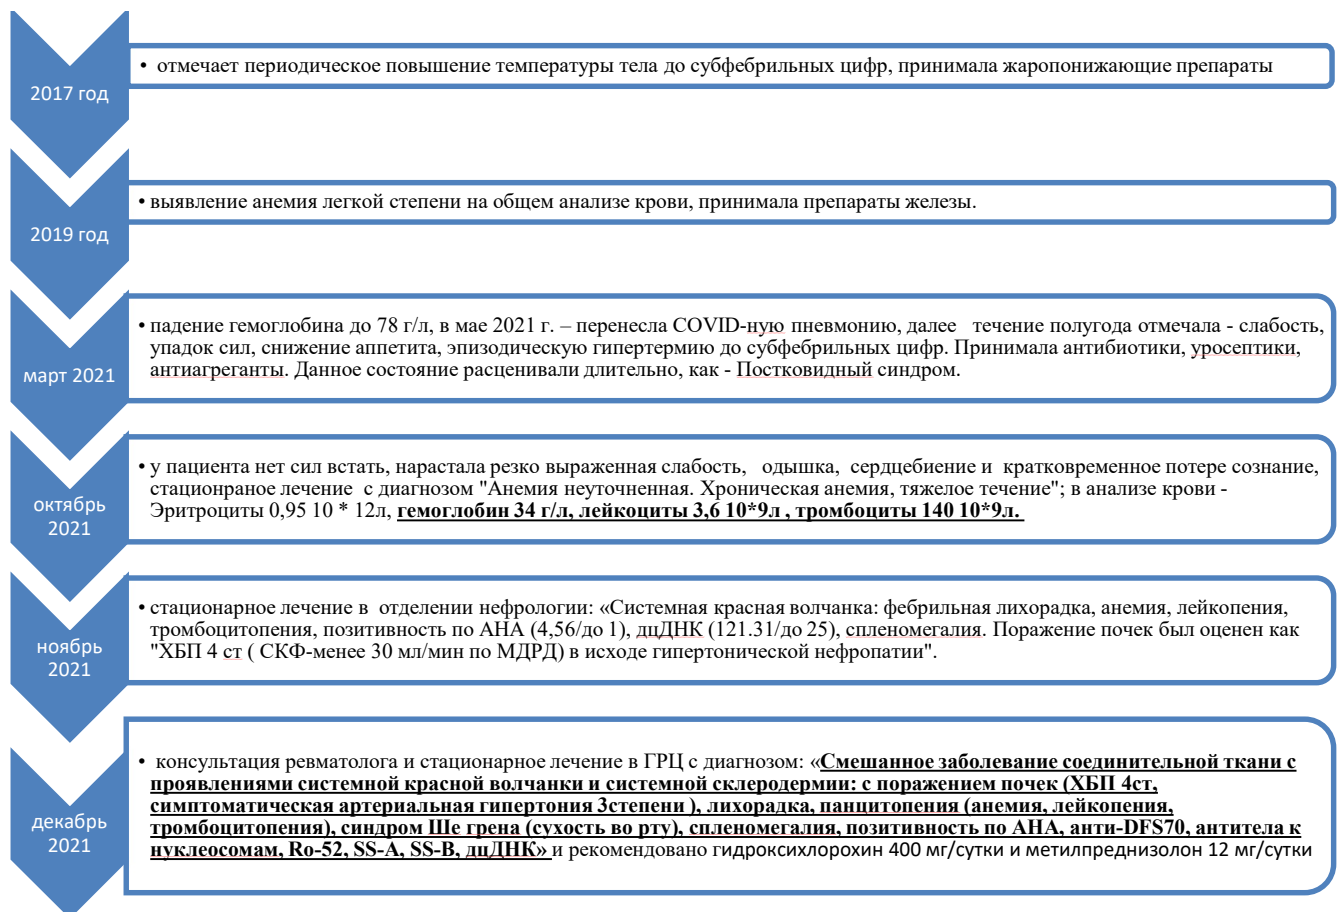 2017 год
• отмечает периодическое повышение температуры тела до субфебрильных цифр, принимала жаропонижающие препараты
2019 год
• выявление анемия легкой степени на общем анализе крови, принимала препараты железы.
март 2021
• падение гемоглобина до 78 г/л, в мае 2021 г. – перенесла COVID-ную пневмонию, далее течение полугода отмечала - слабость,
упадок сил, снижение аппетита, эпизодическую гипертермию до субфебрильных цифр. Принимала антибиотики, уросептики,
антиагреганты. Данное состояние расценивали длительно, как - Постковидный синдром.
октябрь
2021
• у пациента нет сил встать, нарастала резко выраженная слабость, одышка, сердцебиение и кратковременное потере сознание,
стационраное лечение с диагнозом "Анемия неуточненная. Хроническая анемия, тяжелое течение"; в анализе крови -
Эритроциты 0,95 10 * 12л, гемоглобин 34 г/л, лейкоциты 3,6 10*9л , тромбоциты 140 10*9л.
ноябрь
2021
• стационарное лечение в отделении нефрологии: «Системная красная волчанка: фебрильная лихорадка, анемия, лейкопения,
тромбоцитопения, позитивность по АНА (4,56/до 1), дцДНК (121.31/до 25), спленомегалия. Поражение почек был оценен как
"ХБП 4 ст ( СКФ-менее 30 мл/мин по МДРД) в исходе гипертонической нефропатии".
декабрь
2021
• консультация ревматолога и стационарное лечение в ГРЦ с диагнозом: «Смешанное заболевание соединительной ткани с
проявлениями системной красной волчанки и системной склеродермии: с поражением почек (ХБП 4ст,
симптоматическая артериальная гипертония 3степени ), лихорадка, панцитопения (анемия, лейкопения,
тромбоцитопения), синдром Ше грена (сухость во рту), спленомегалия, позитивность по АНА, анти-DFS70, антитела к
нуклеосомам, Ro-52, SS-A, SS-B, дцДНК» и рекомендовано гидроксихлорохин 400 мг/сутки и метилпреднизолон 12 мг/сутки